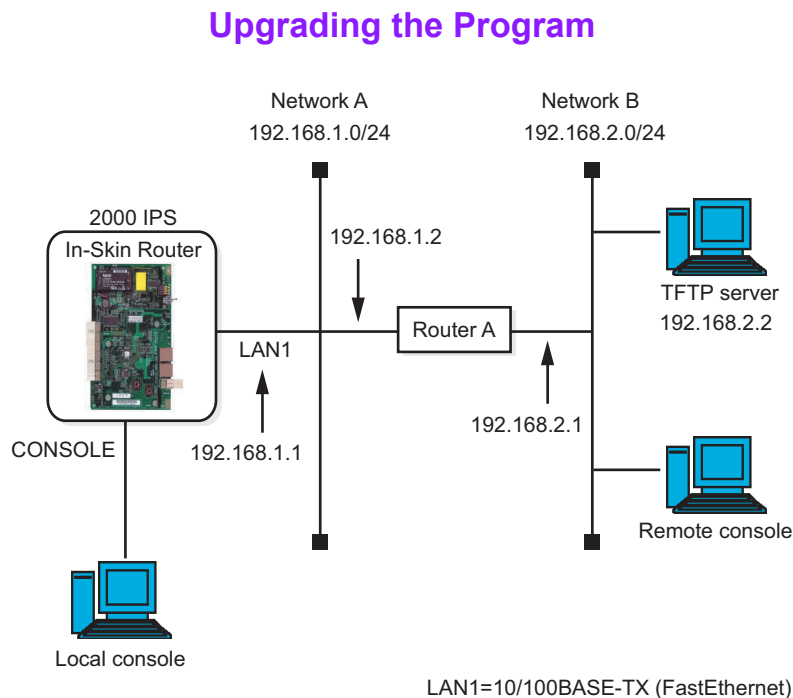 Upgrading the Program
Network A
192.168.1.0/24
Network B
192.168.2.0/24
2000 IPS
In-Skin Router
192.168.1.2
TFTP server
192.168.2.2
Router A
LAN1
192.168.2.1
CONSOLE
192.168.1.1
Remote console
Local console
LAN1=10/100BASE-TX (FastEthernet)